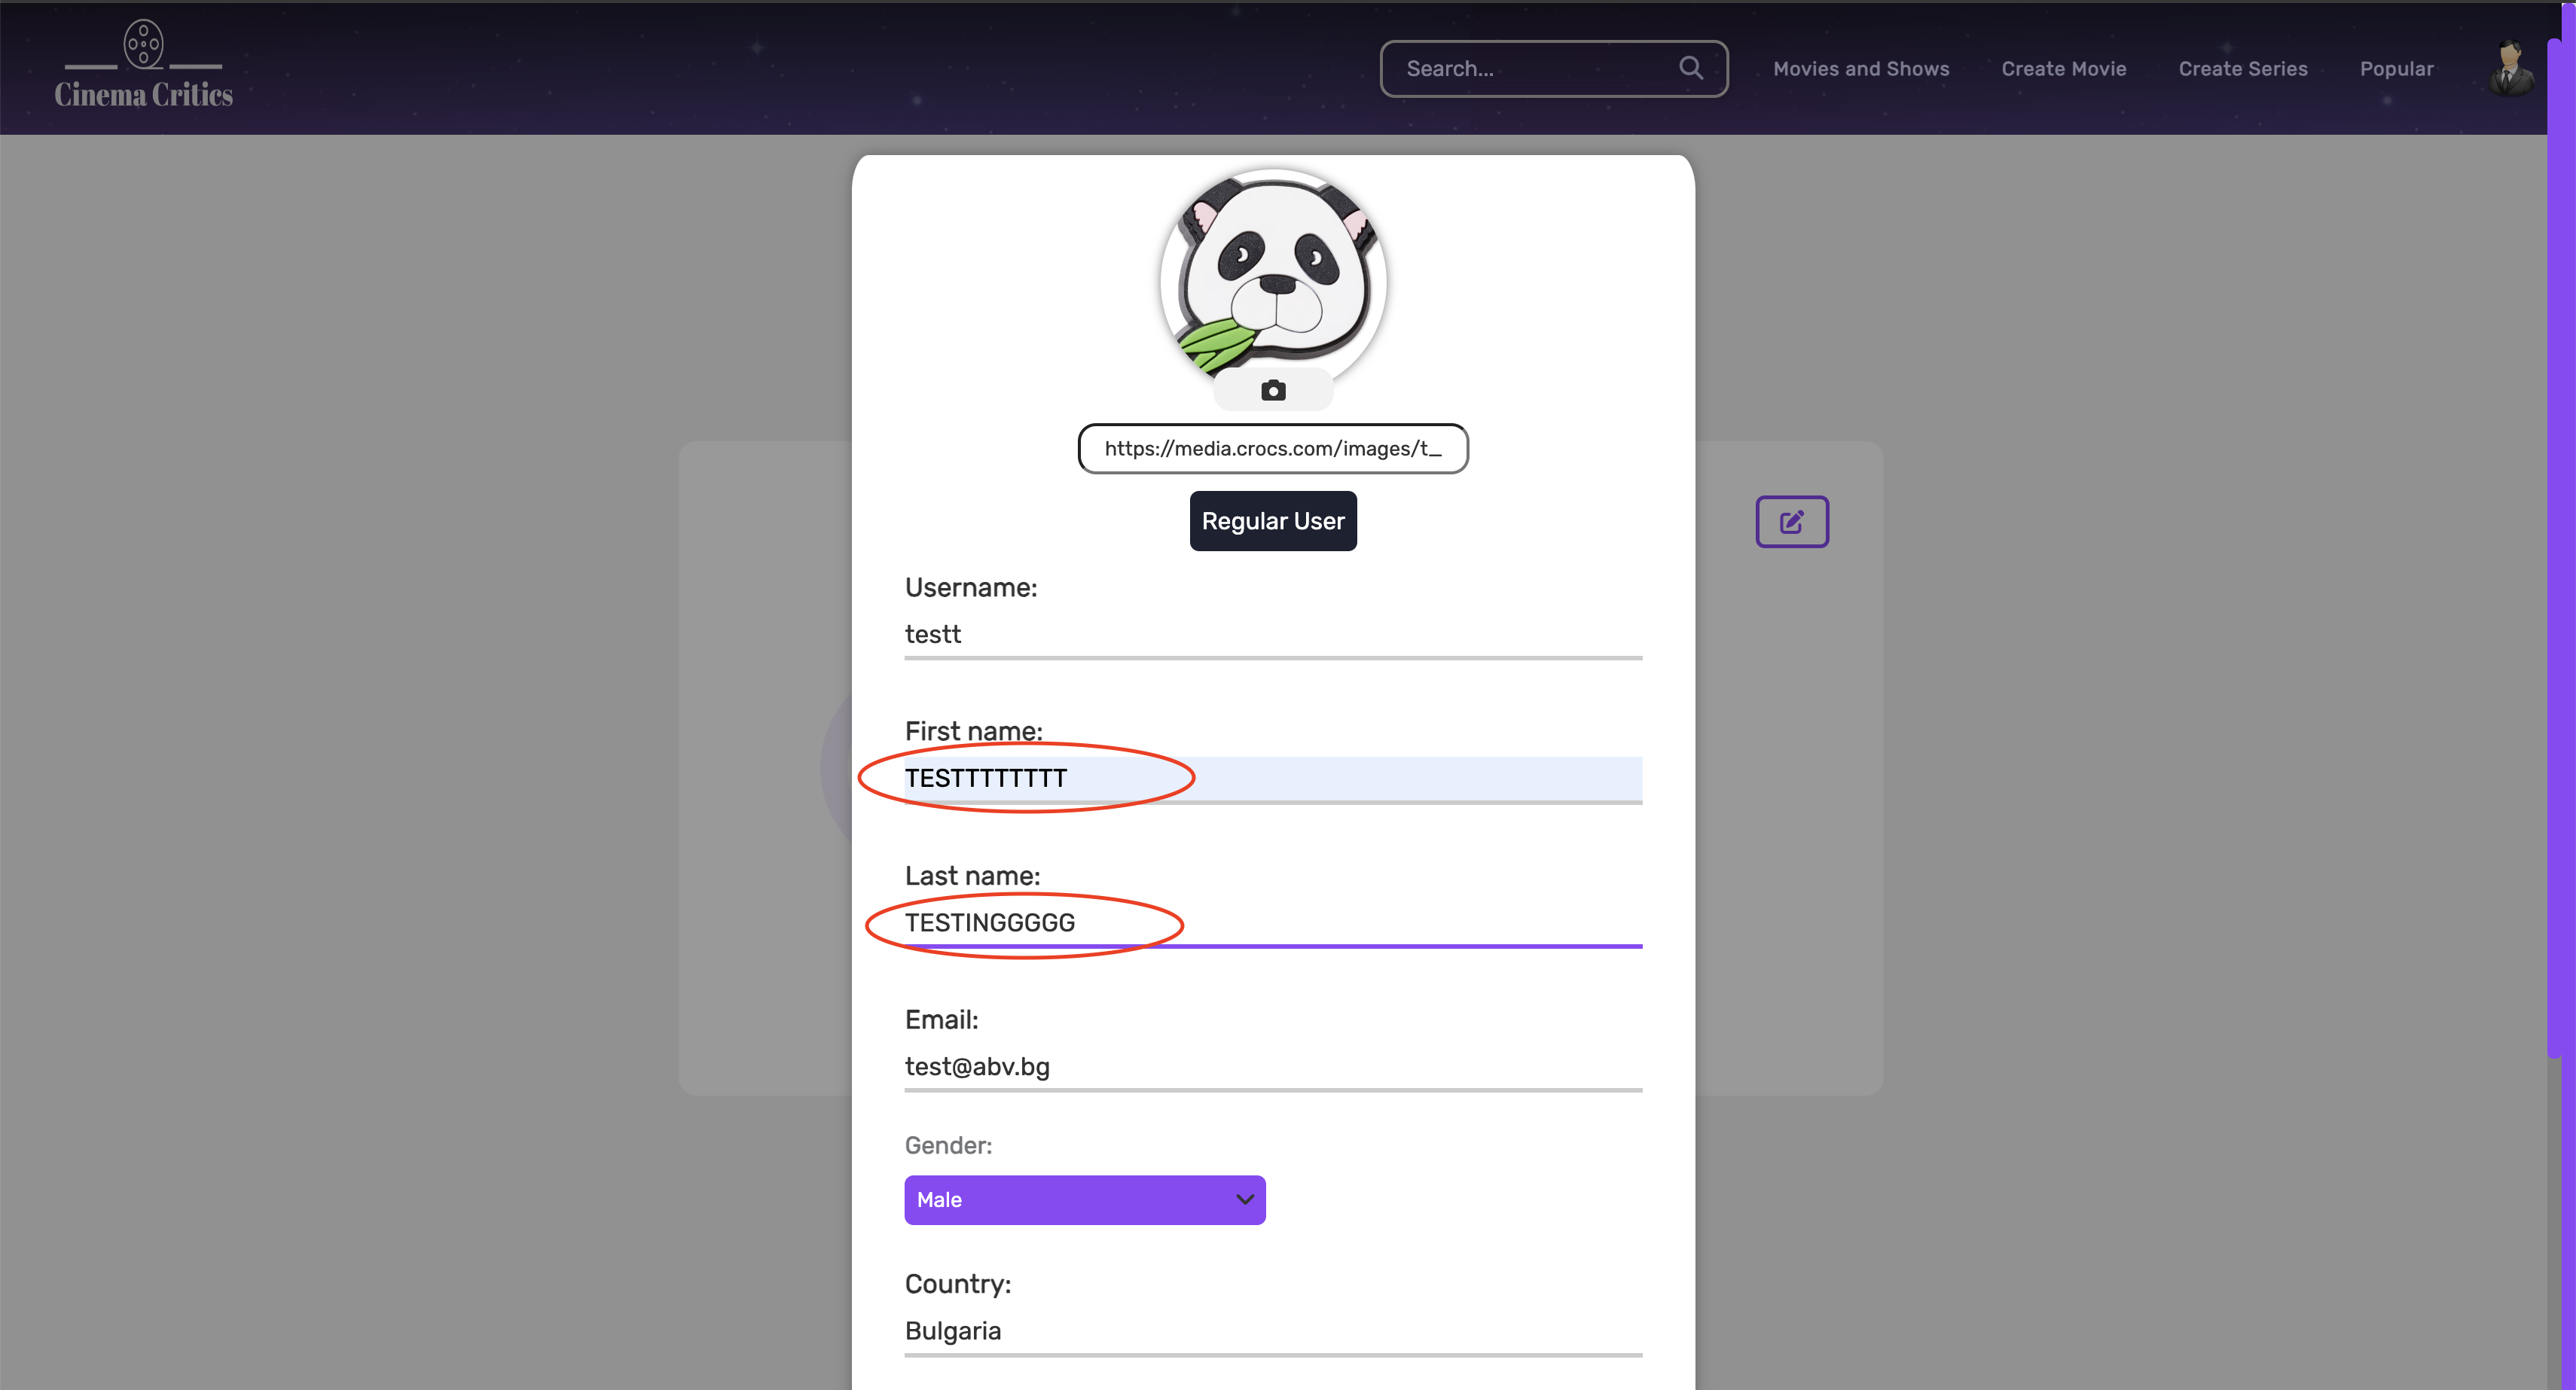 Cinema Critics
Search...
Movies and Shows
Create Movie
Create Series
Popular
https://media.crocs.com/images/t_
Regular User
Username:
testt
First name:
TESTTTTTTTT
Last name:
TESTINGGGGG
Email:
test@abv.bg
Gender:
Male
Country:
Bulgaria